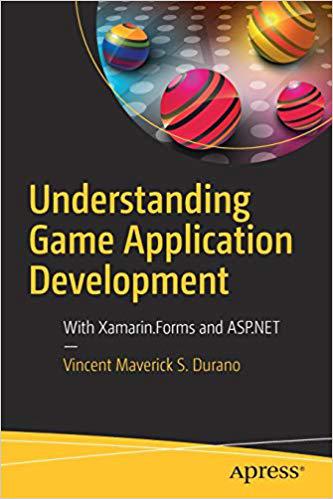 Understanding
Game Application
Development
With Xamarin.Forms and ASP.NET
—
Vincent Maverick S. Durano
Apress®